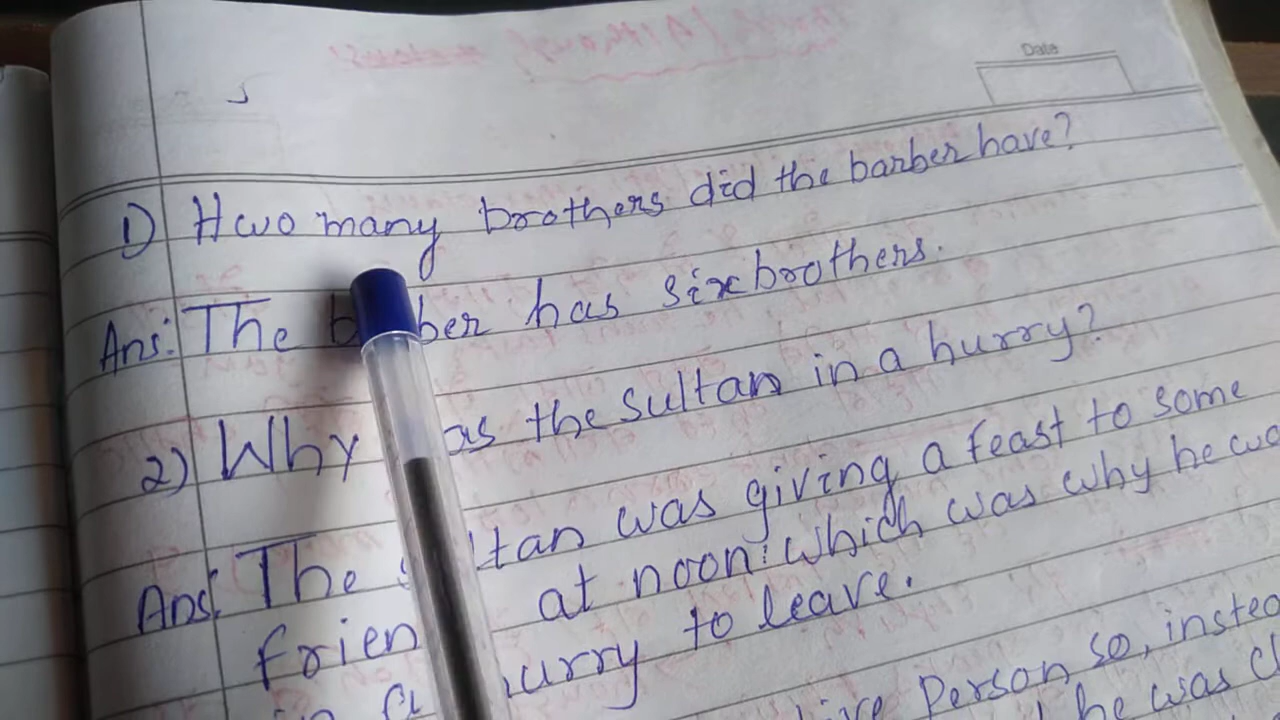 Date
1) Hwo many brothers did the barber have?
Ans: The ber has six brothers.
2) Why as the sultan in a hurry?
Ans: The tan was giving a feast to some
frien at noon which was why he wa
urry to leave.
Person so, instea
he was